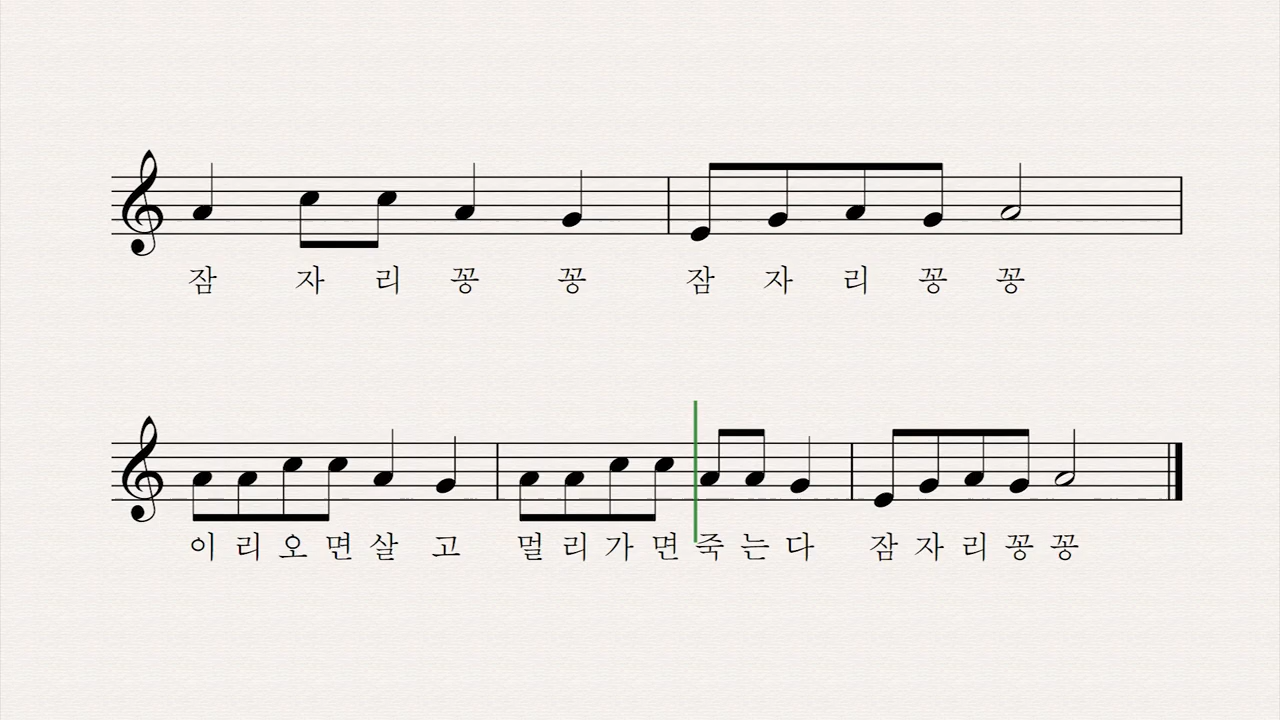 잠 자 리 꽁 꽁 잠 자 리 꽁 꽁
이 리 오 면 살 고 멀 리 가 면 죽 는 다 잠 자 리 꽁 꽁